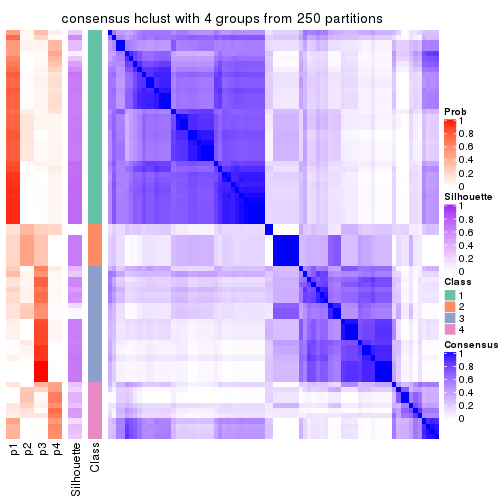 consensus hclust with 4 groups from 250 partitions
Prob
1
0.8
0.6
0.4
0.2
0
Silhouette
1
0.8
0.6
0.4
0.2
0
Class
1
2
3
4
Consensus
1
0.8
0.6
0.4
0.2
0
p1
p2
p3
p4
Silhouette
Class